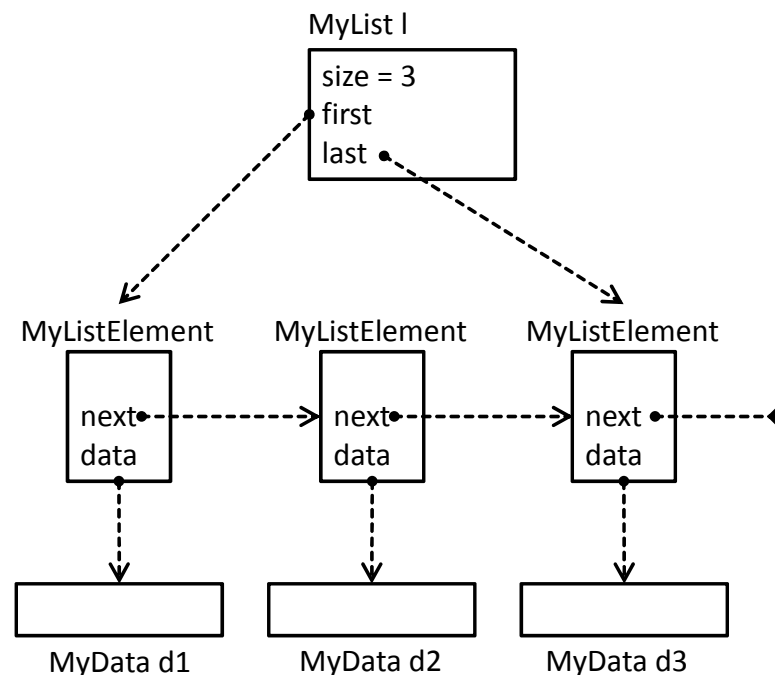 MyList l
size = 3
first
last
MyListElement MyListElement MyListElement
next next next
data data data
MyData d1 MyData d2 MyData d3